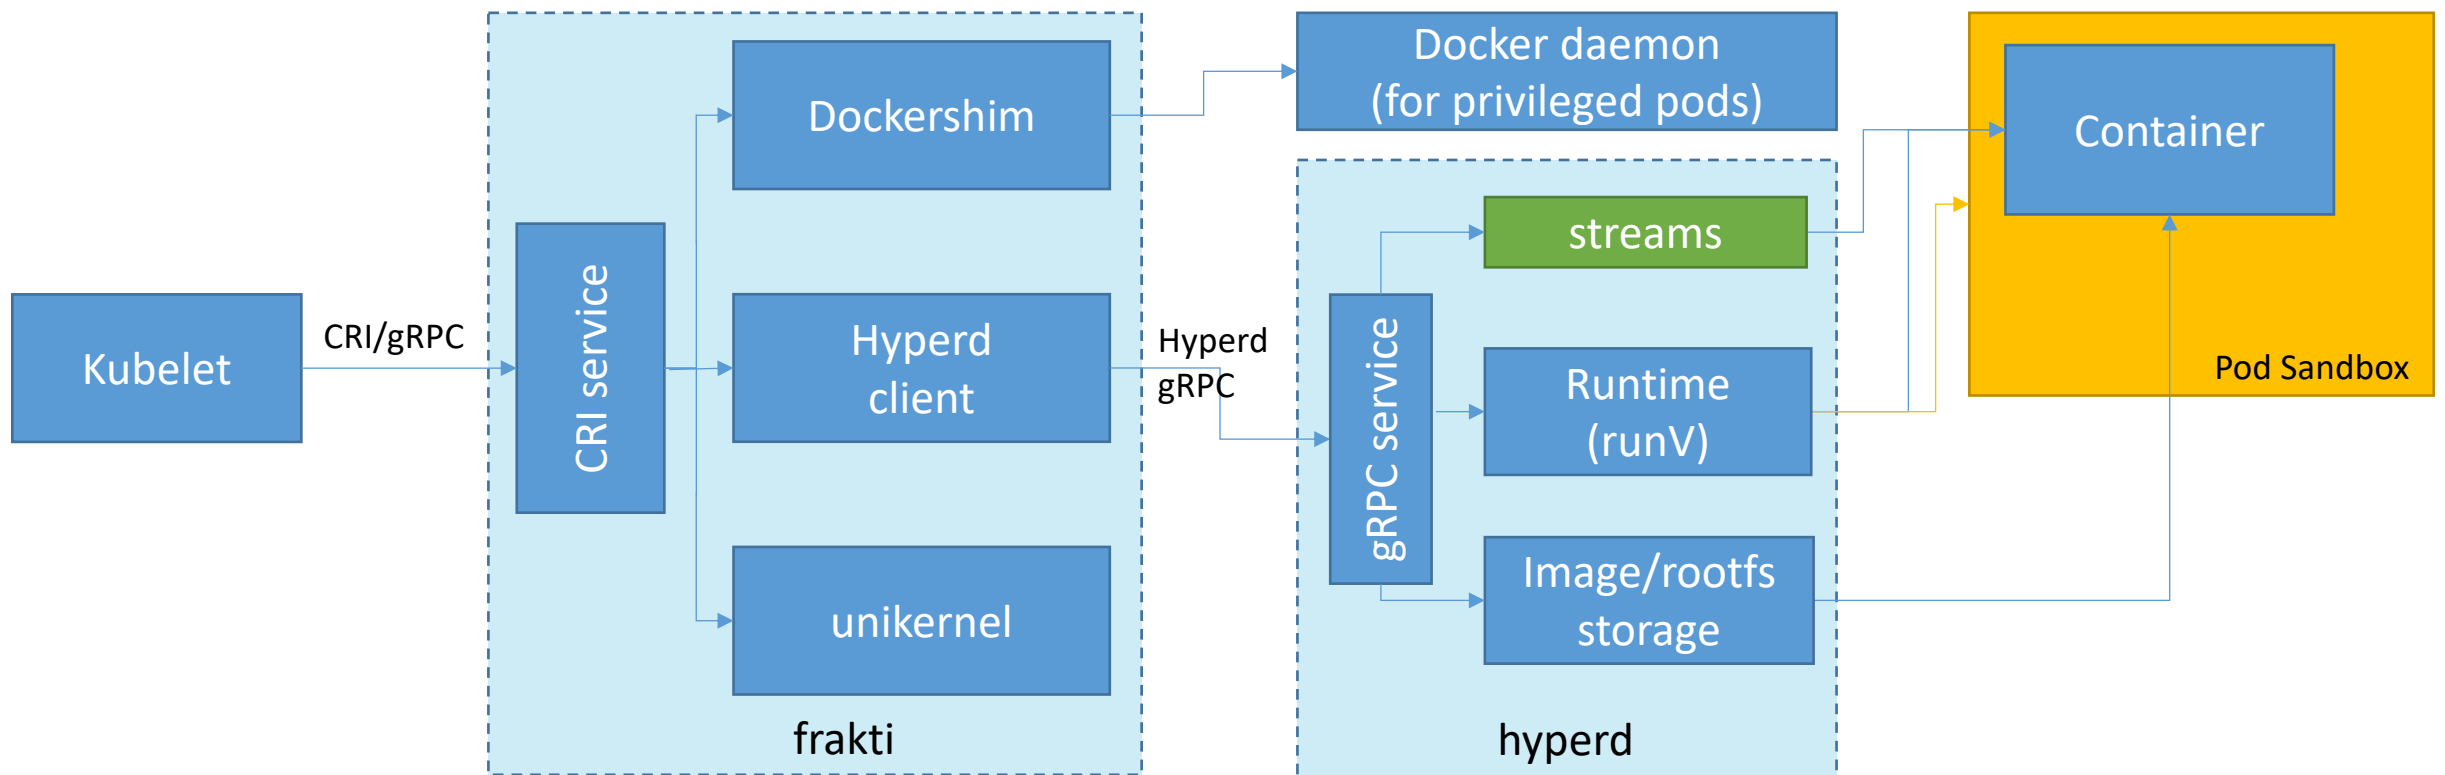 Kubelet
CRI/gRPC
CRI service
Dockershim
Hyperd
client
unikernel
frakti
Hyperd
gRPC
Docker daemon
(for privileged pods)
gRPC service
streams
Runtime
(runV)
Image/rootfs
storage
hyperd
Container
Pod Sandbox